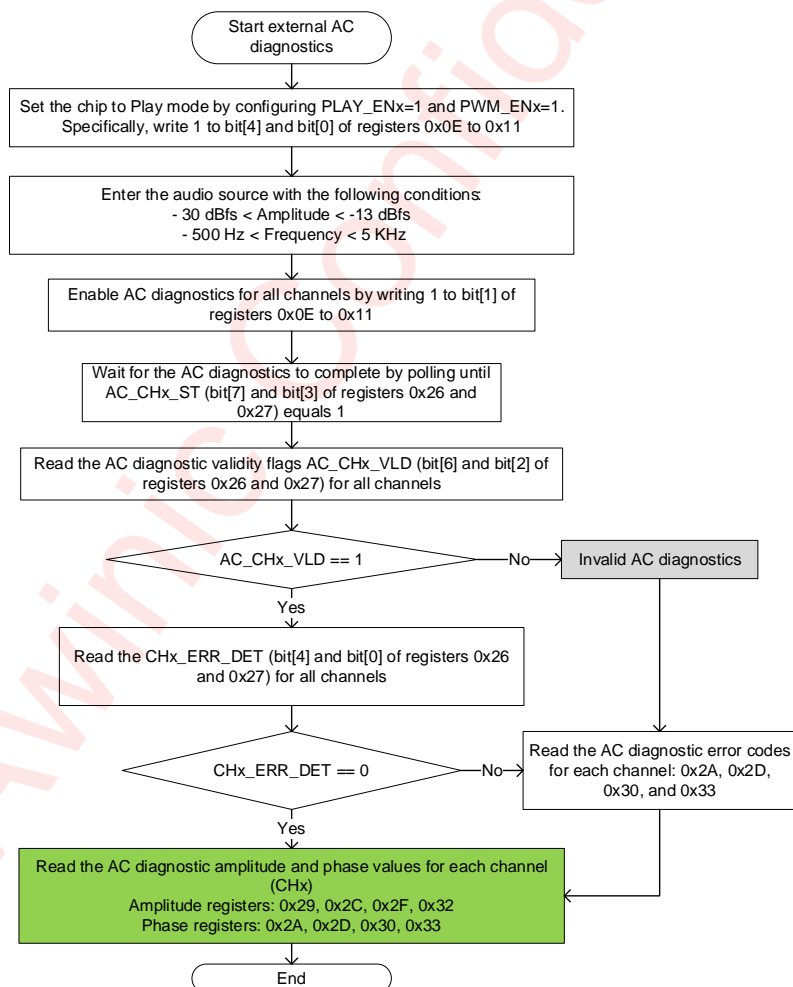 Start external AC
diagnostics
Set the chip to Play mode by configuring PLAY_ENx=1 and PWM_ENx=1.
Specifically, write 1 to bit[4] and bit[0] of registers 0x0E to 0x11
Enter the audio source with the following conditions:
- 30 dBfs < Amplitude < -13 dBfs
- 500 Hz < Frequency < 5 KHz
Enable AC diagnostics for all channels by writing 1 to bit[1] of
registers 0x0E to 0x11
Wait for the AC diagnostics to complete by polling until
AC_CHx_ST (bit[7] and bit[3] of registers 0x26 and
0x27) equals 1
Read the AC diagnostic validity flags AC_CHx_VLD (bit[6] and bit[2] of
registers 0x26 and 0x27) for all channels
AC_CHx_VLD == 1
No
Invalid AC diagnostics
Yes
Read the CHx_ERR_DET (bit[4] and bit[0] of registers 0x26
and 0x27) for all channels
CHx_ERR_DET == 0
No
Read the AC diagnostic error codes
for each channel: 0x2A, 0x2D,
0x30, and 0x33
Yes
Read the AC diagnostic amplitude and phase values for each channel
(CHx)
Amplitude registers: 0x29, 0x2C, 0x2F, 0x32
Phase registers: 0x2A, 0x2D, 0x30, 0x33
End
Awinic Confide